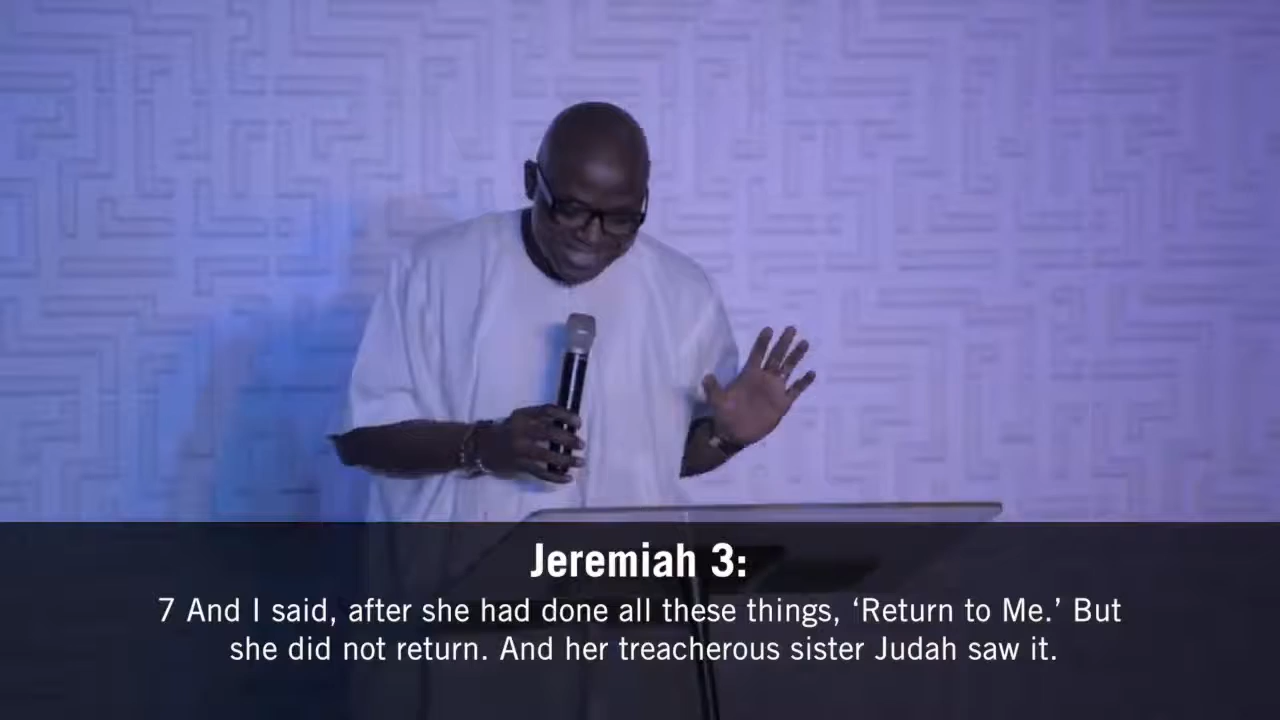 Jeremiah 3:
7 And I said, after she had done all these things, ‘Return to Me.’ But
she did not return. And her treacherous sister Judah saw it.